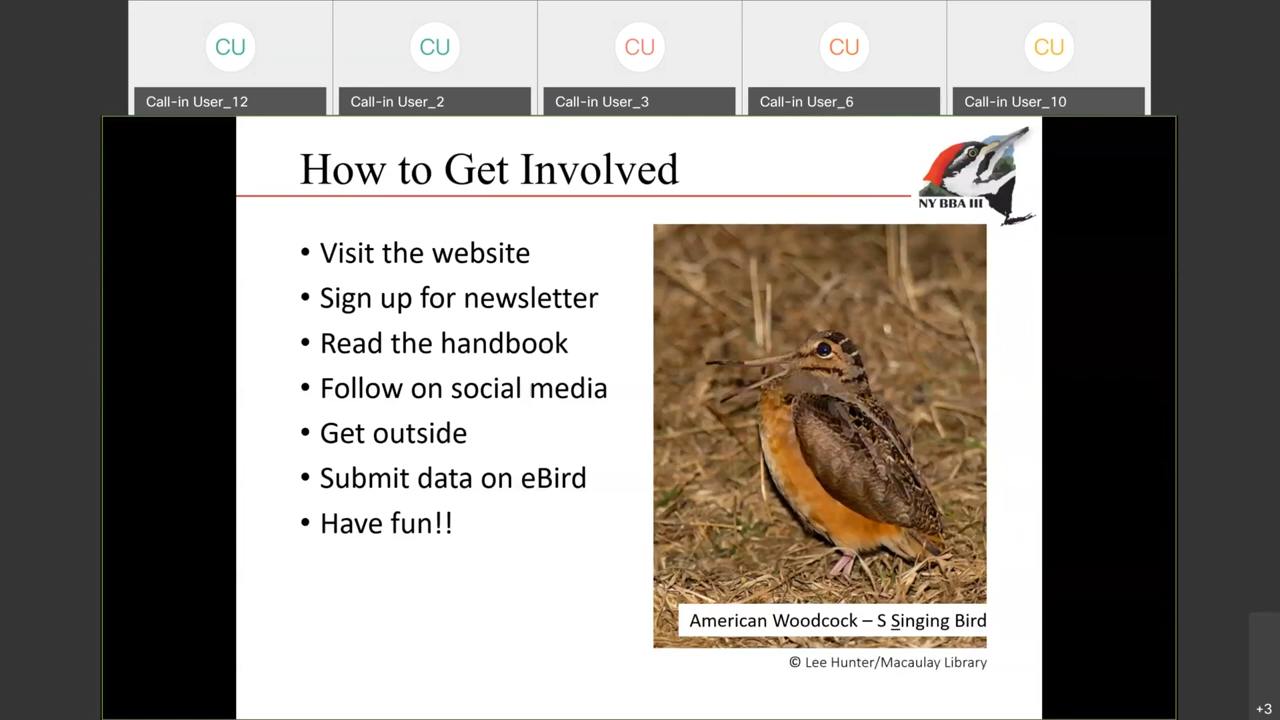 CU
CU
CU
CU
CU
Call-in User_12
Call-in User_2
Call-in User_3
Call-in User_6
Call-in User_10
How to Get Involved
NY BBA III
• Visit the website
• Sign up for newsletter
• Read the handbook
• Follow on social media
• Get outside
• Submit data on eBird
• Have fun!!
American Woodcock – S Singing Bird
© Lee Hunter/Macaulay Library
+3